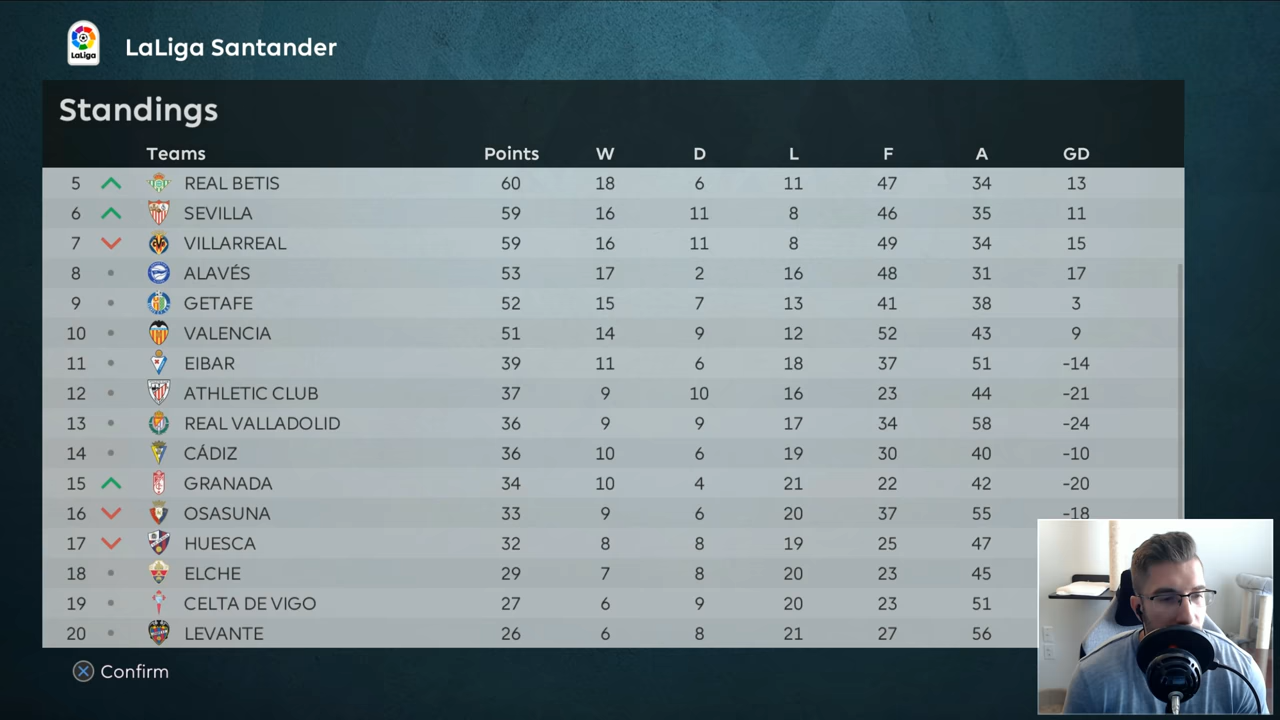 LaLiga
LaLiga Santander
Standings
Teams Points W D L F A GD
5 REAL BETIS 60 18 6 11 47 34 13
6 SEVILLA 59 16 11 8 46 35 11
7 VILLARREAL 59 16 11 8 49 34 15
8 ALAVÉS 53 17 2 16 48 31 17
9 GETAFE 52 15 7 13 41 38 3
10 VALENCIA 51 14 9 12 52 43 9
11 EIBAR 39 11 6 18 37 51 -14
12 ATHLETIC CLUB 37 9 10 16 23 44 -21
13 REAL VALLADOLID 36 9 9 17 34 58 -24
14 CÁDIZ 36 10 6 19 30 40 -10
15 GRANADA 34 10 4 21 22 42 -20
16 OSASUNA 33 9 6 20 37 55 -18
17 HUESCA 32 8 8 19 25 47
18 ELCHE 29 7 8 20 23 45
19 CELTA DE VIGO 27 6 9 20 23 51
20 LEVANTE 26 6 8 21 27 56
Confirm